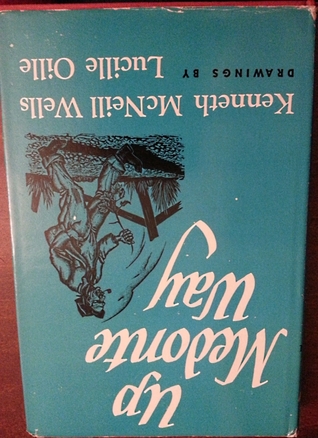 Up
Medonte
Way
Kenneth McNeill Wells
DRAWINGS BY Lucille Oille